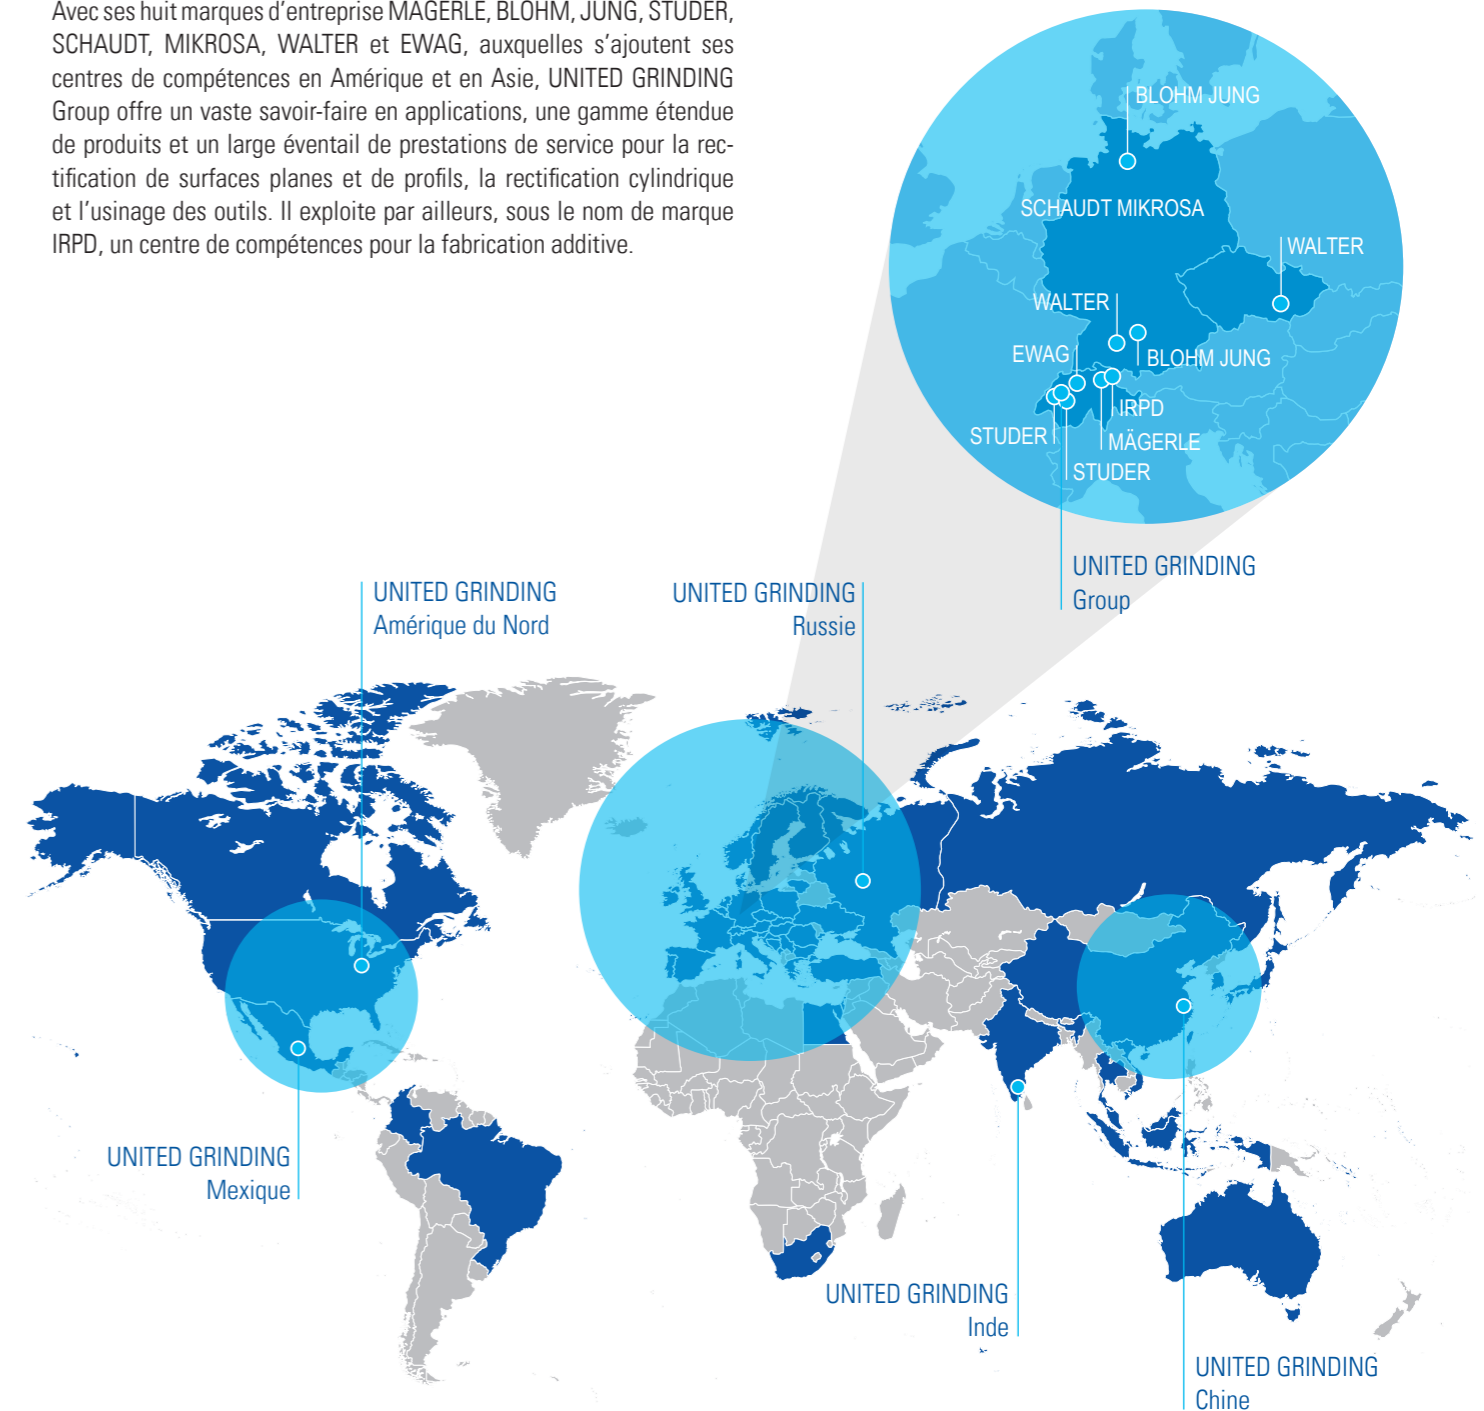 Avec ses huit marques d'entreprise MÄGERLE, BLOHM, JUNG, STUDER,
SCHAUDT, MIKROSA, WALTER et EWAG, auxquelles s'ajoutent ses
centres de compétences en Amérique et en Asie, UNITED GRINDING
Group offre un vaste savoir-faire en applications, une gamme étendue
de produits et un large éventail de prestations de service pour la rec-
tification de surfaces planes et de profils, la rectification cylindrique
et l'usinage des outils. Il exploite par ailleurs, sous le nom de marque
IRPD, un centre de compétences pour la fabrication additive.
BLOHM JUNG
SCHAUDT MIKROSA
WALTER
WALTER
EWAG
BLOHM JUNG
IRPD
STUDER
MÄGERLE
STUDER
UNITED GRINDING
Group
UNITED GRINDING
Amérique du Nord
UNITED GRINDING
Russie
UNITED GRINDING
Mexique
UNITED GRINDING
Inde
UNITED GRINDING
Chine